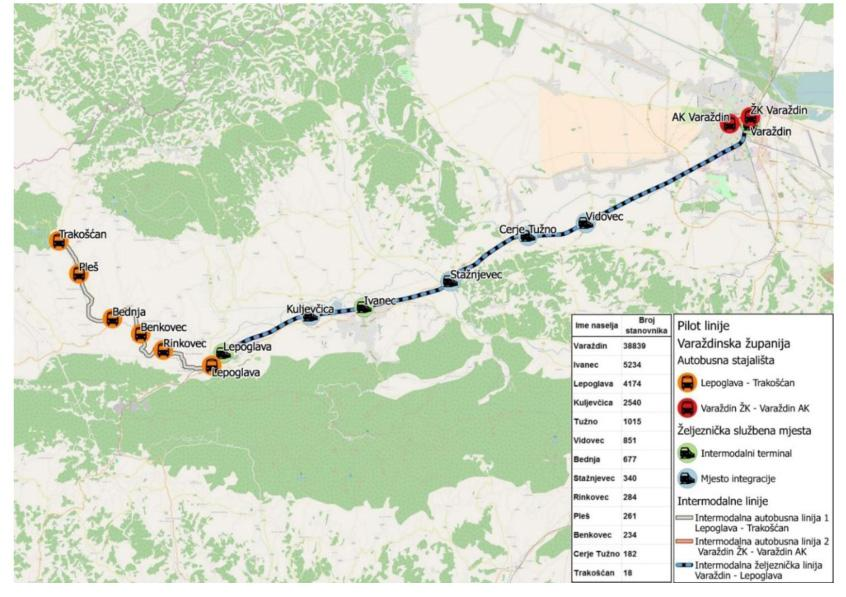 AK Varaždin
ŽK Varaždin
Varaždin
Vidovec
Cerje Tužno
Stažnjevec
Ivanec
Kuljevčica
Lepoglava
Lepoglava
Rinkovec
Benkovec
Bednja
Pleš
Trakošćan
Ime naselja Broj stanovnika
Varaždin 38839
Ivanec 5234
Lepoglava 4174
Kuljevčica 2540
Tužno 1015
Vidovec 851
Bednja 677
Stažnjevec 340
Rinkovec 284
Pleš 261
Benkovec 234
Cerje Tužno 182
Trakošćan 18
Pilot linije
Varaždinska županija
Autobusna stajališta
Lepoglava - Trakošćan
Varaždin ŽK - Varaždin AK
Željeznička službena mjesta
Intermodalni terminal
Mjesto integracije
Intermodalne linije
Intermodalna autobusna linija 1
Lepoglava - Trakošćan
Intermodalna autobusna linija 2
Varaždin ŽK - Varaždin AK
Intermodalna željeznička linija
Varaždin - Lepoglava